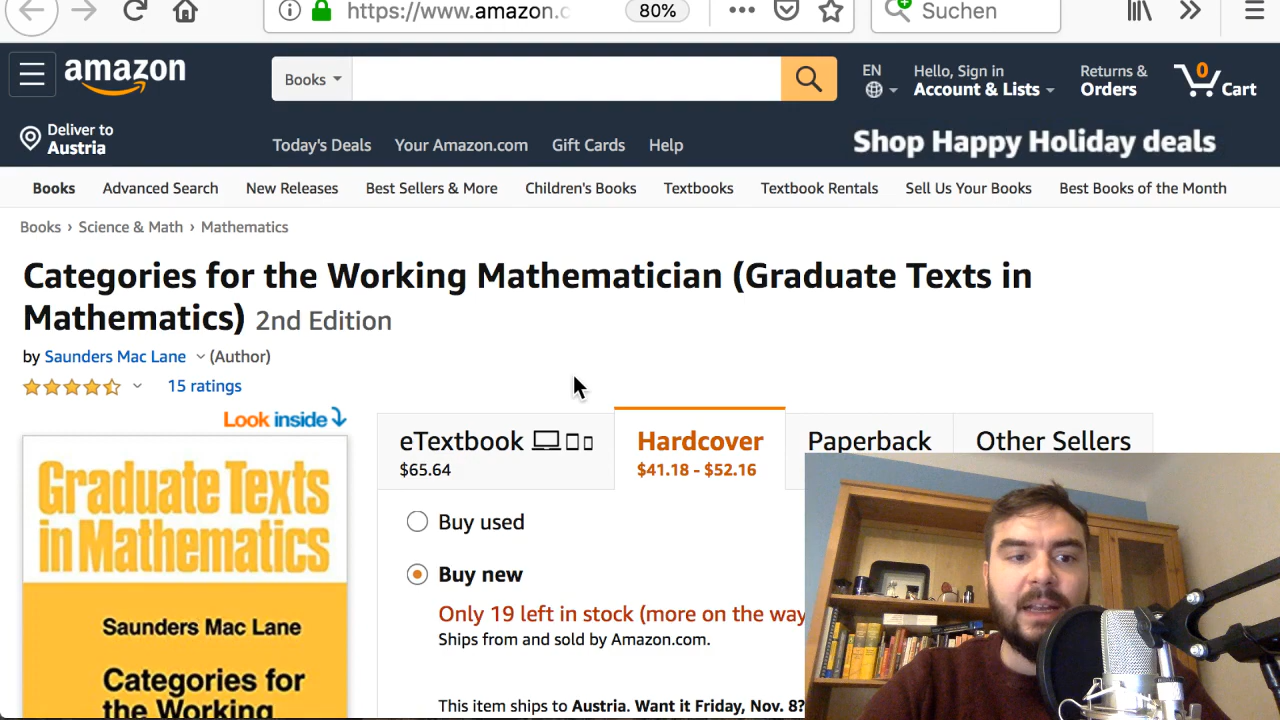 https://www.amazon.c
80%
Suchen
amazon
Books
EN
Hello, Sign in
Account & Lists
Returns &
Orders
0
Cart
Deliver to
Austria
Today's Deals
Your Amazon.com
Gift Cards
Help
Shop Happy Holiday deals
Books
Advanced Search
New Releases
Best Sellers & More
Children's Books
Textbooks
Textbook Rentals
Sell Us Your Books
Best Books of the Month
Books › Science & Math › Mathematics
Categories for the Working Mathematician (Graduate Texts in
Mathematics) 2nd Edition
by Saunders Mac Lane (Author)
15 ratings
Look inside
Graduate Texts
in Mathematics
Saunders Mac Lane
Categories for
the Working
eTextbook
$65.64
Hardcover
$41.18 - $52.16
Paperback
Other Sellers
Buy used
Buy new
Only 19 left in stock (more on the way
Ships from and sold by Amazon.com.
This item ships to Austria. Want it Friday, Nov. 8?